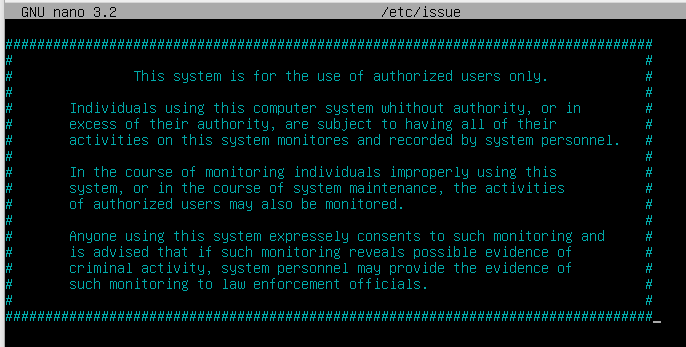 GNU nano 3.2 /etc/issue
#################################################################################
# #
# This system is for the use of authorized users only. #
# #
# Individuals using this computer system whithout authority, or in #
# excess of their authority, are subject to having all of their #
# activities on this system monitores and recorded by system personnel. #
# #
# In the course of monitoring individuals improperly using this #
# system, or in the course of system maintenance, the activities #
# of authorized users may also be monitored. #
# #
# Anyone using this system expressely consents to such monitoring and #
# is advised that if such monitoring reveals possible evidence of #
# criminal activity, system personnel may provide the evidence of #
# such monitoring to law enforcement officials. #
# #
#################################################################################